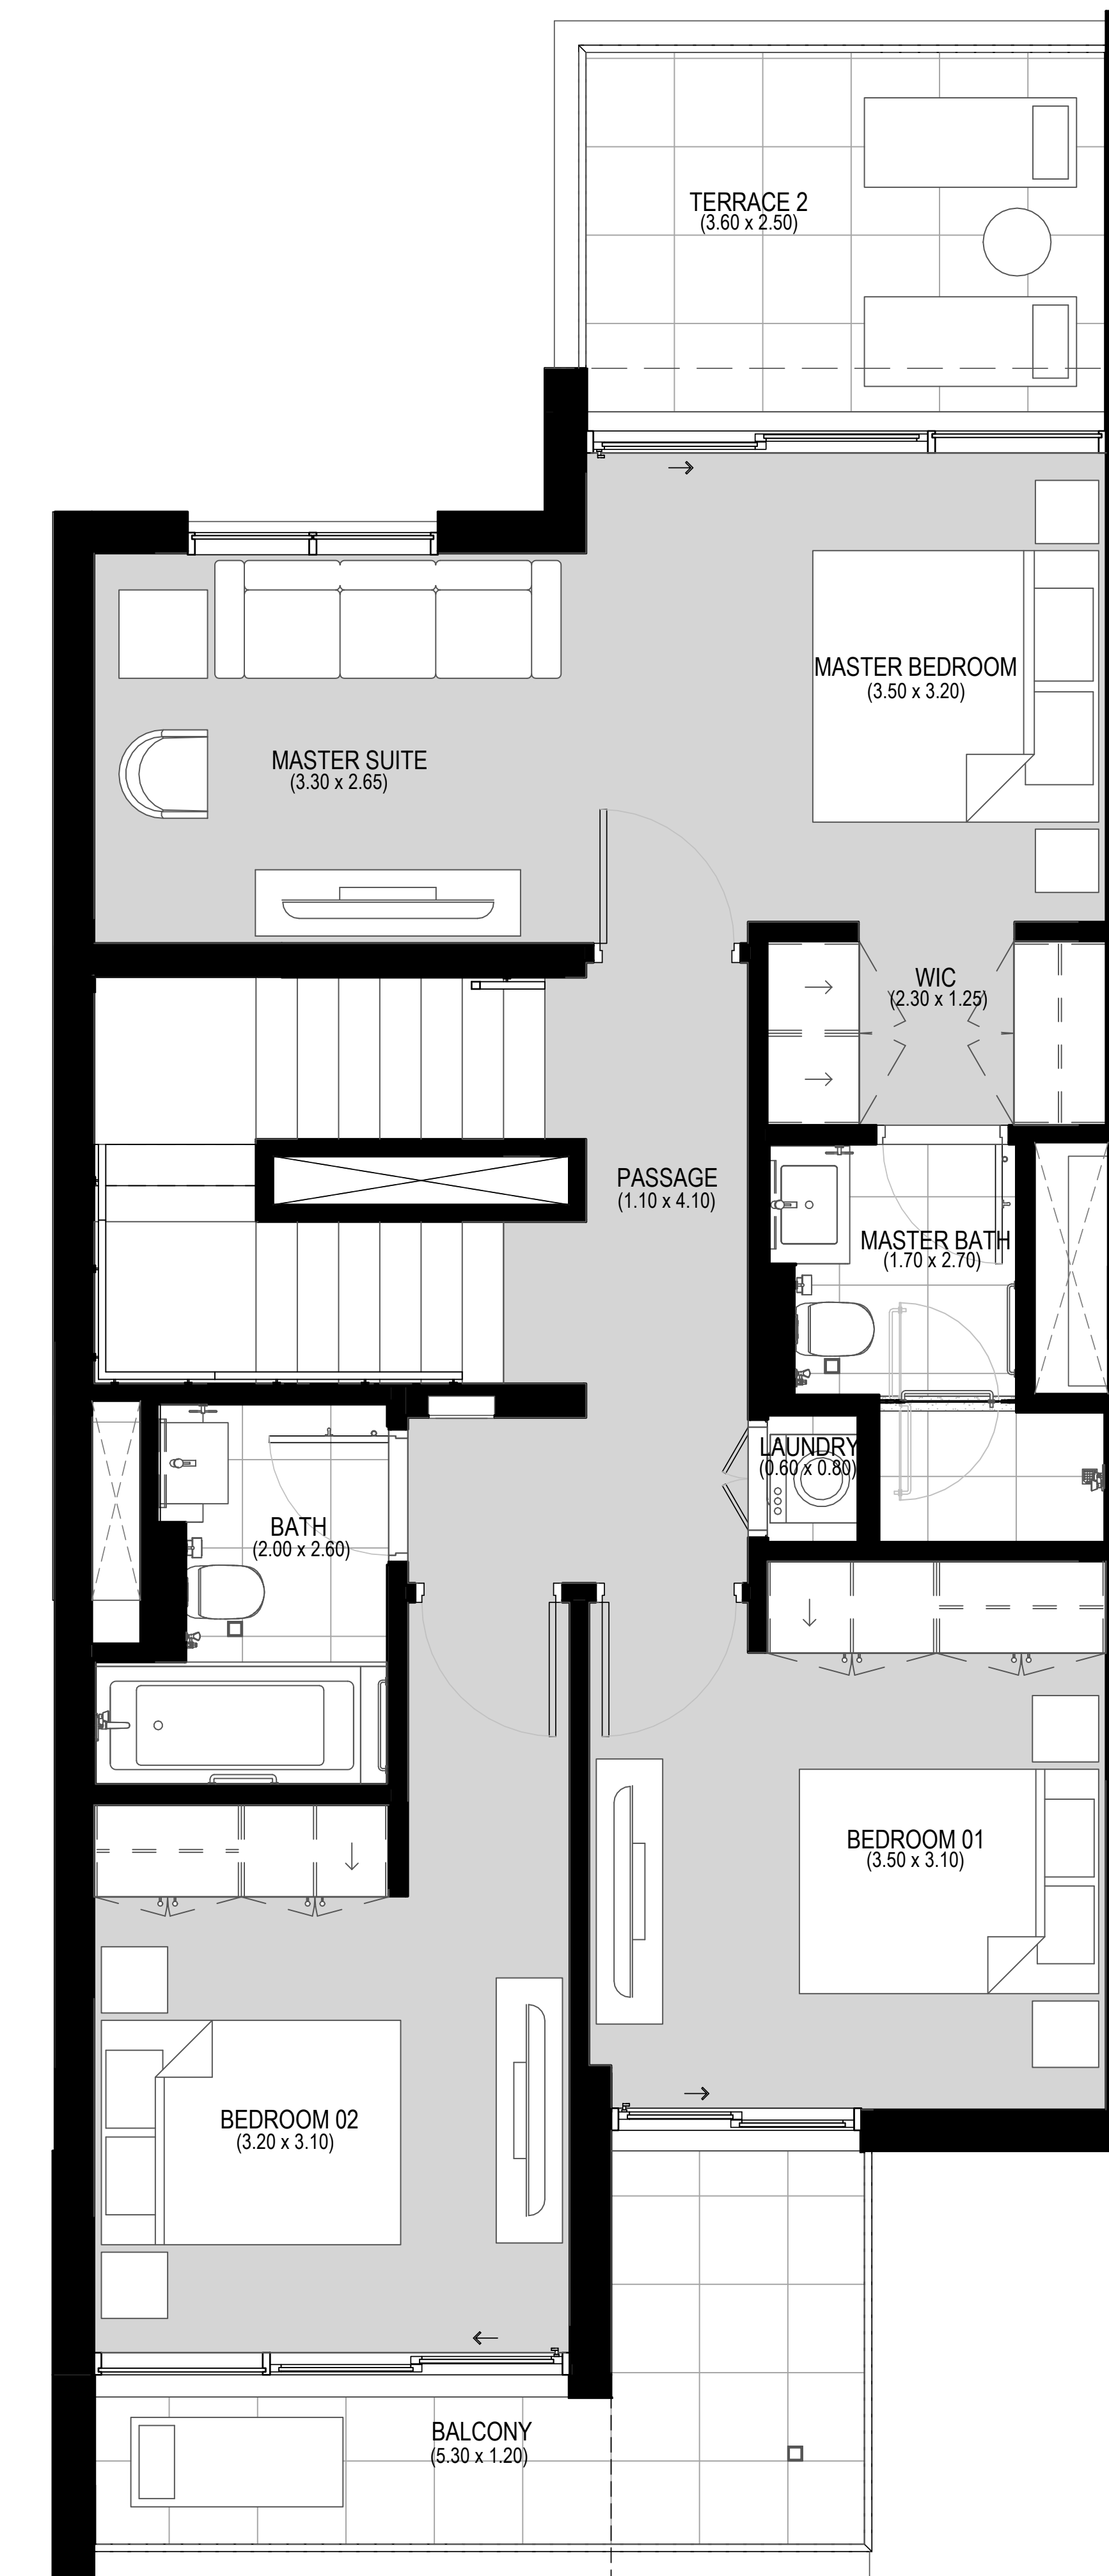 TERRACE 2
(3.60 x 2.50)
MASTER BEDROOM
(3.50 x 3.20)
MASTER SUITE
(3.30 x 2.65)
WIC
(2.30 x 1.25)
PASSAGE
(1.10 x 4.10)
MASTER BATH
(1.70 x 2.70)
LAUNDRY
(0.60 x 0.80)
BATH
(2.00 x 2.60)
BEDROOM 01
(3.50 x 3.10)
BEDROOM 02
(3.20 x 3.10)
BALCONY
(5.30 x 1.20)